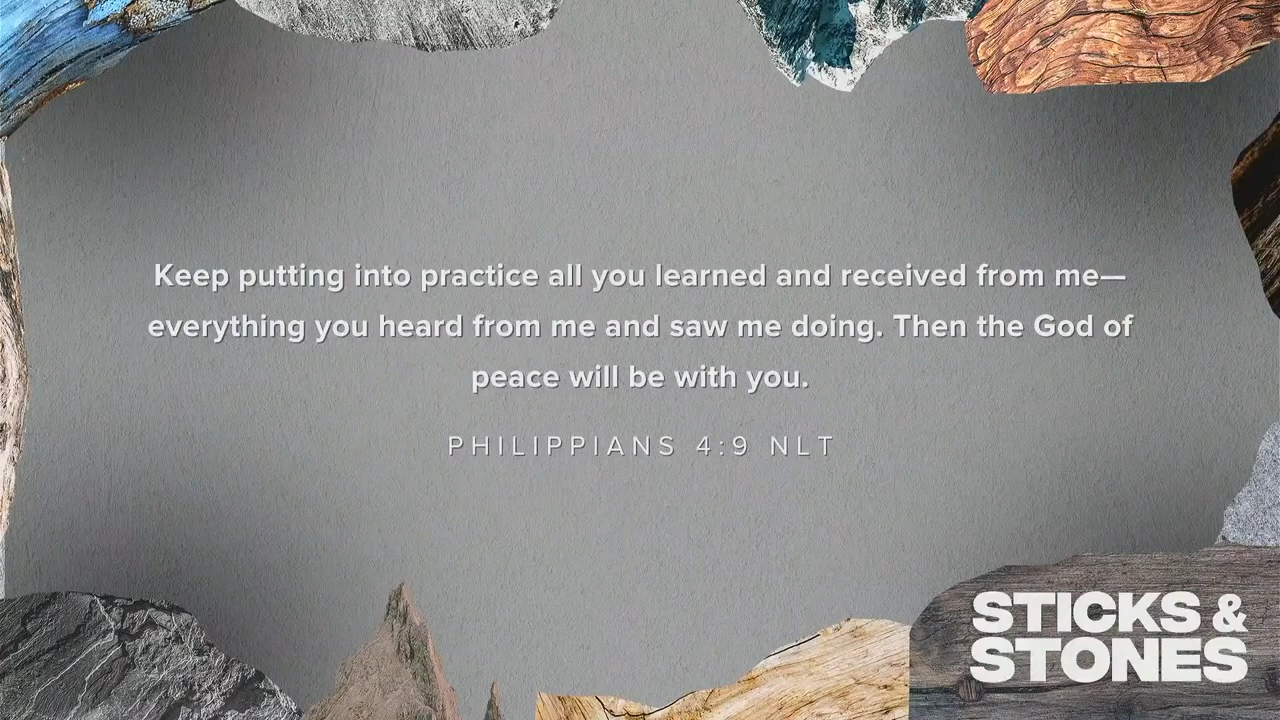 Keep putting into practice all you learned and received from me—
everything you heard from me and saw me doing. Then the God of
peace will be with you.
PHILIPPIANS 4:9 NLT
STICKS &
STONES